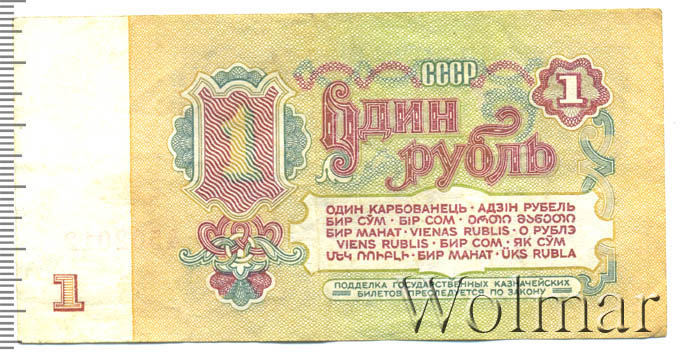 СССР
1
1
Один
рубль
ОДИН КАРБОВАНЕЦЬ · АДЗІН РУБЕЛЬ
БИР СЎМ · БІР СОМ · ᲔᲠᲗᲘ ᲛᲐᲜᲔᲗᲘ
БИР МАНАТ · VIENAS RUBLIS · О РУБЛЭ
VIENS RUBLIS · БИР СОМ · ЯК СӮМ
ՄԵԿ ՌՈՒԲԼԻ · БИР МАНАТ · ÜKS RUBLA
ПОДДЕЛКА ГОСУДАРСТВЕННЫХ КАЗНАЧЕЙСКИХ
БИЛЕТОВ ПРЕСЛЕДУЕТСЯ ПО ЗАКОНУ
1
Wolmar